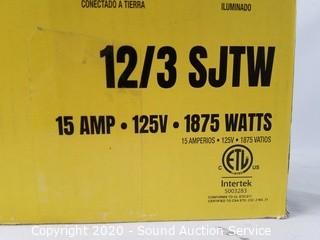 CONECTADO A TIERRA
ILUMINADO
12/3 SJTW
15 AMP • 125V • 1875 WATTS
15 AMPERIOS • 125V • 1875 VATIOS
C ETL US
Intertek
5003283
Copyright 2020 - Sound Auction Service